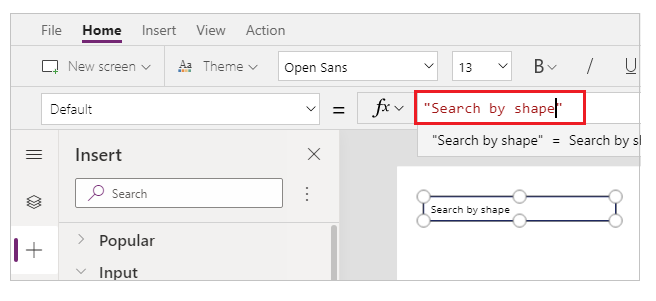 File Home Insert View Action
New screen Aa Theme Open Sans 13 B / U
Default = fx "Search by shape"
"Search by shape" = Search by sh
Insert
Search
Search by shape
Popular
Input